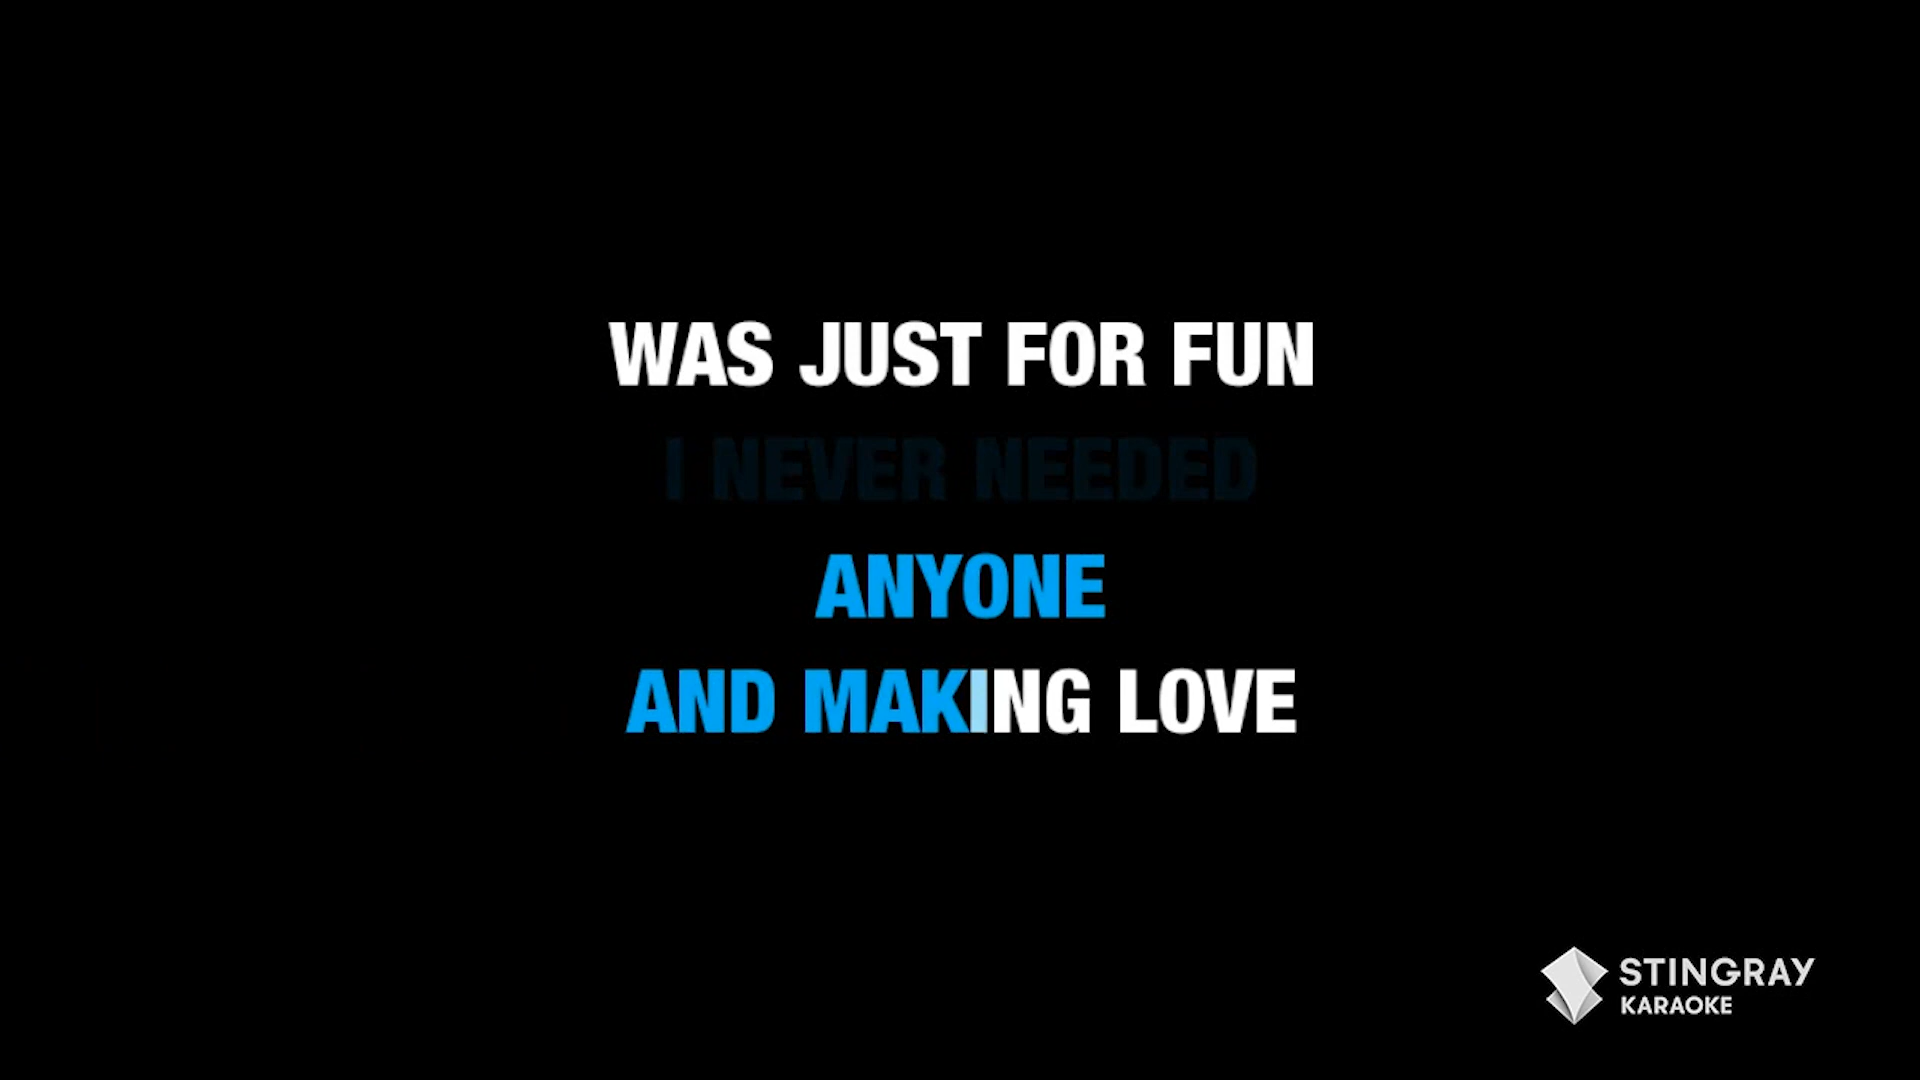 WAS JUST FOR FUN
I NEVER NEEDED
ANYONE
AND MAKING LOVE
STINGRAY
KARAOKE